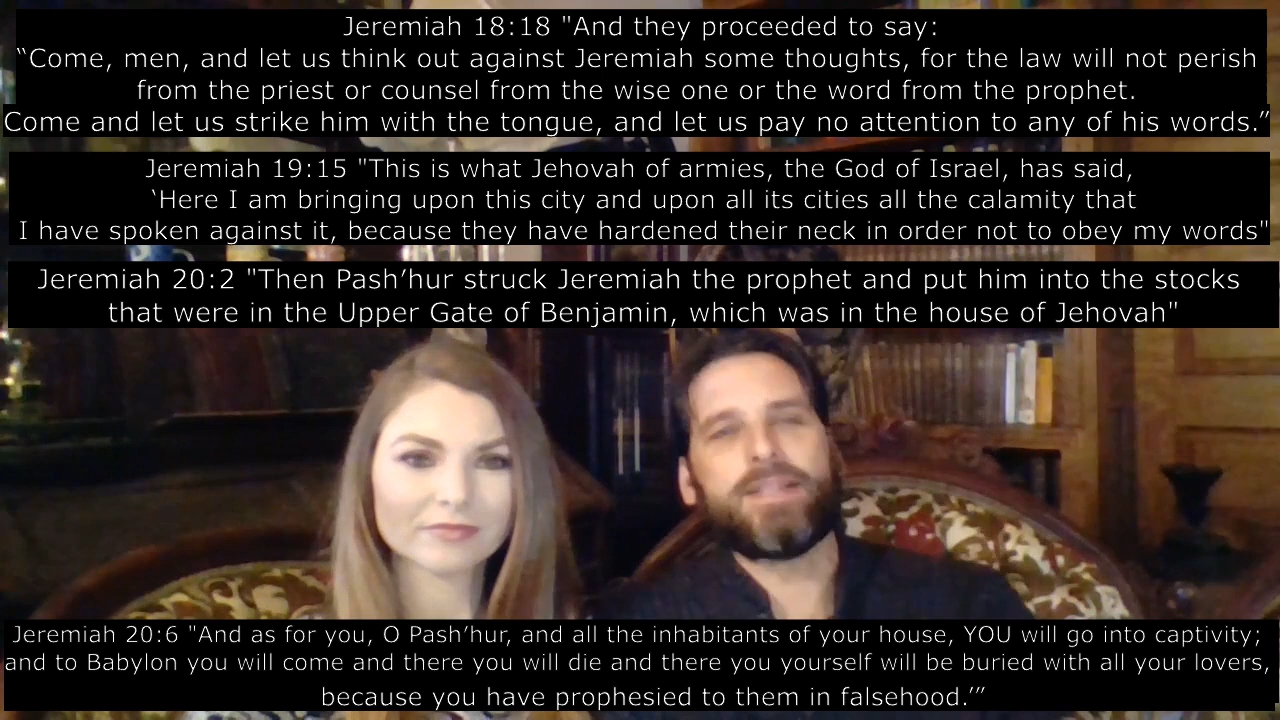 Jeremiah 18:18 "And they proceeded to say:
“Come, men, and let us think out against Jeremiah some thoughts, for the law will not perish
from the priest or counsel from the wise one or the word from the prophet.
Come and let us strike him with the tongue, and let us pay no attention to any of his words.”
Jeremiah 19:15 "This is what Jehovah of armies, the God of Israel, has said,
‘Here I am bringing upon this city and upon all its cities all the calamity that
I have spoken against it, because they have hardened their neck in order not to obey my words"
Jeremiah 20:2 "Then Pash’hur struck Jeremiah the prophet and put him into the stocks
that were in the Upper Gate of Benjamin, which was in the house of Jehovah"
Jeremiah 20:6 "And as for you, O Pash’hur, and all the inhabitants of your house, YOU will go into captivity;
and to Babylon you will come and there you will die and there you yourself will be buried with all your lovers,
because you have prophesied to them in falsehood.’”